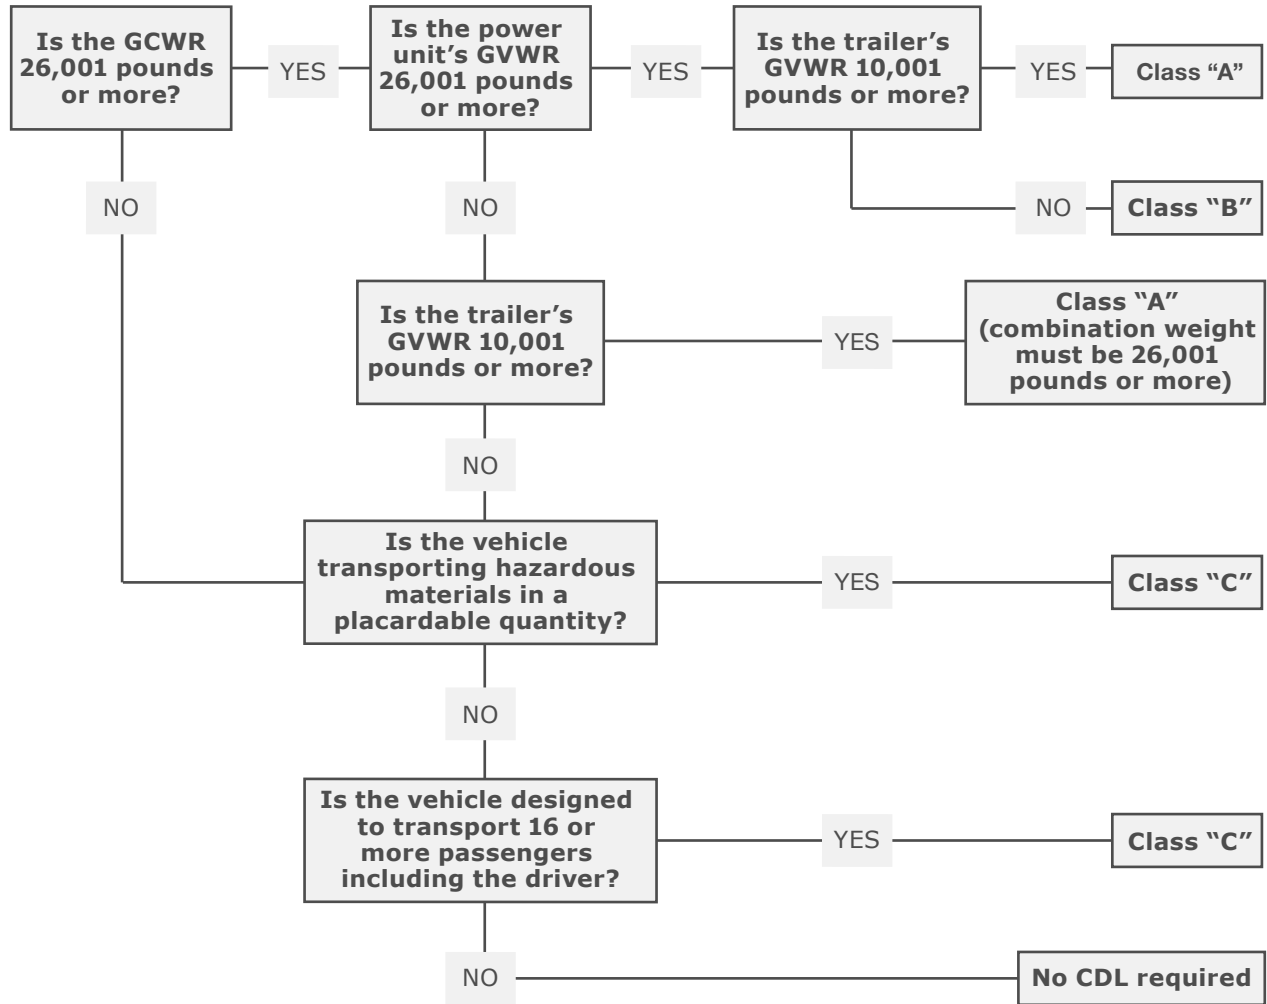 Is the GCWR
26,001 pounds
or more?
YES
Is the power
unit’s GVWR
26,001 pounds
or more?
YES
Is the trailer’s
GVWR 10,001
pounds or more?
YES
Class “A”
NO
NO
NO
Class “B”
Is the trailer’s
GVWR 10,001
pounds or more?
YES
Class “A”
(combination weight
must be 26,001
pounds or more)
NO
Is the vehicle
transporting hazardous
materials in a
placardable quantity?
YES
Class “C”
NO
Is the vehicle designed
to transport 16 or
more passengers
including the driver?
YES
Class “C”
NO
No CDL required